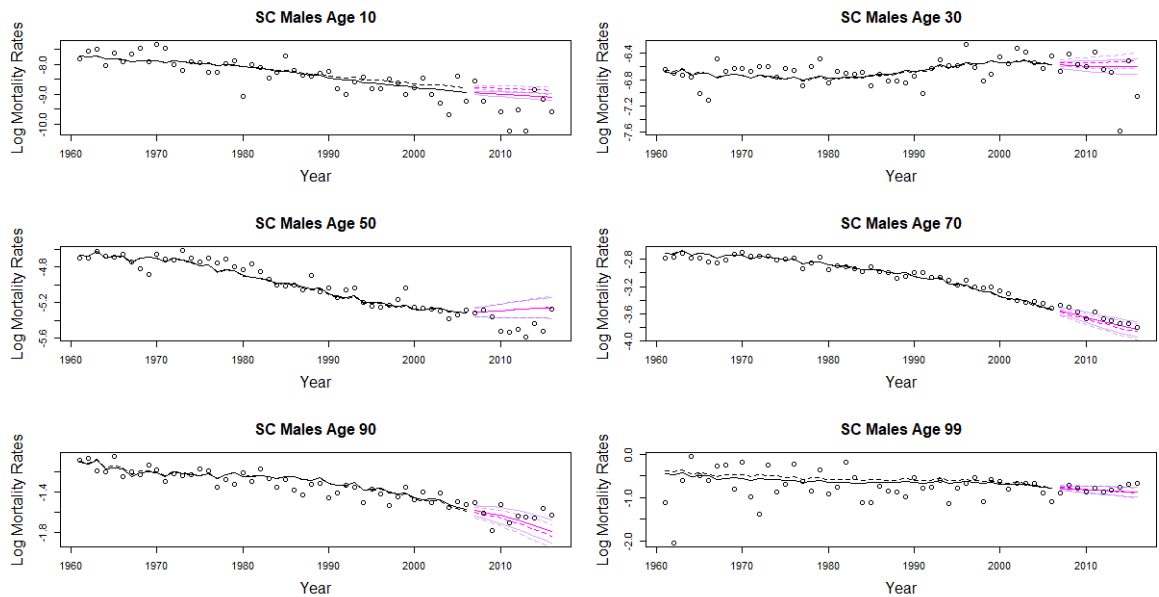 SC Males Age 10
Log Mortality Rates
-8.0
-9.0
-10.0
1960 1970 1980 1990 2000 2010
Year
SC Males Age 30
Log Mortality Rates
-6.4
-6.8
-7.2
-7.6
1960 1970 1980 1990 2000 2010
Year
SC Males Age 50
Log Mortality Rates
-4.8
-5.2
-5.6
1960 1970 1980 1990 2000 2010
Year
SC Males Age 70
Log Mortality Rates
-2.8
-3.2
-3.6
-4.0
1960 1970 1980 1990 2000 2010
Year
SC Males Age 90
Log Mortality Rates
-1.4
-1.8
1960 1970 1980 1990 2000 2010
Year
SC Males Age 99
Log Mortality Rates
0.0
-1.0
-2.0
1960 1970 1980 1990 2000 2010
Year